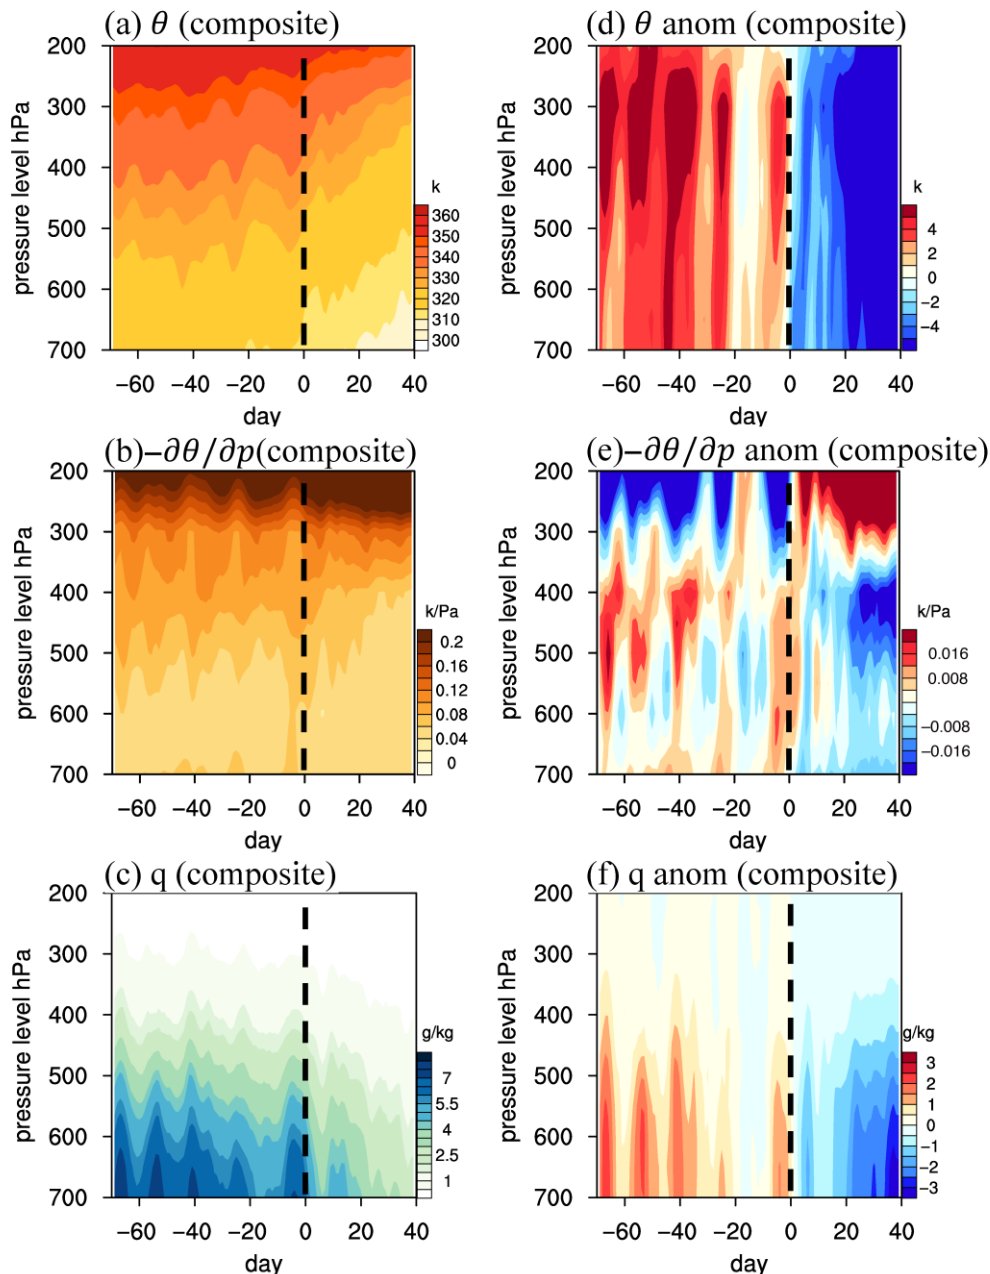 (a) θ (composite)
200
300
400
500
600
700
pressure level hPa
k
360
350
340
330
320
310
300
−60 −40 −20 0 20 40
day
(d) θ anom (composite)
200
300
400
500
600
700
pressure level hPa
k
4
2
0
−2
−4
−60 −40 −20 0 20 40
day
(b)−∂θ/∂p(composite)
200
300
400
500
600
700
pressure level hPa
k/Pa
0.2
0.16
0.12
0.08
0.04
0
−60 −40 −20 0 20 40
day
(e)−∂θ/∂p anom (composite)
200
300
400
500
600
700
pressure level hPa
k/Pa
0.016
0.008
−0.008
−0.016
−60 −40 −20 0 20 40
day
(c) q (composite)
200
300
400
500
600
700
pressure level hPa
g/kg
7
5.5
4
2.5
1
−60 −40 −20 0 20 40
day
(f) q anom (composite)
200
300
400
500
600
700
pressure level hPa
g/kg
3
2
1
0
−1
−2
−3
−60 −40 −20 0 20 40
day